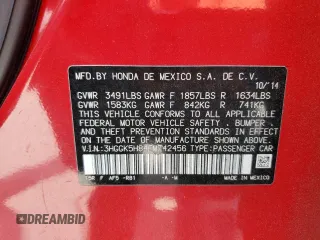 MFD.BY HONDA DE MEXICO S.A. DE C.V.
10/'14
GVWR 3491LBS GAWR F 1857LBS R 1634LBS
GVWR 1583KG GAWR F 842KG R 741KG
THIS VEHICLE CONFORMS TO ALL APPLICABLE
FEDERAL MOTOR VEHICLE SAFETY, BUMPER, AND
THEFT PREVENTION STANDARDS IN EFFECT ON THE
DATE OF MANUFACTURE SHOWN ABOVE.
V.I.N: TYPE:PASSENGER CAR
-A -M MADE IN MEXICO